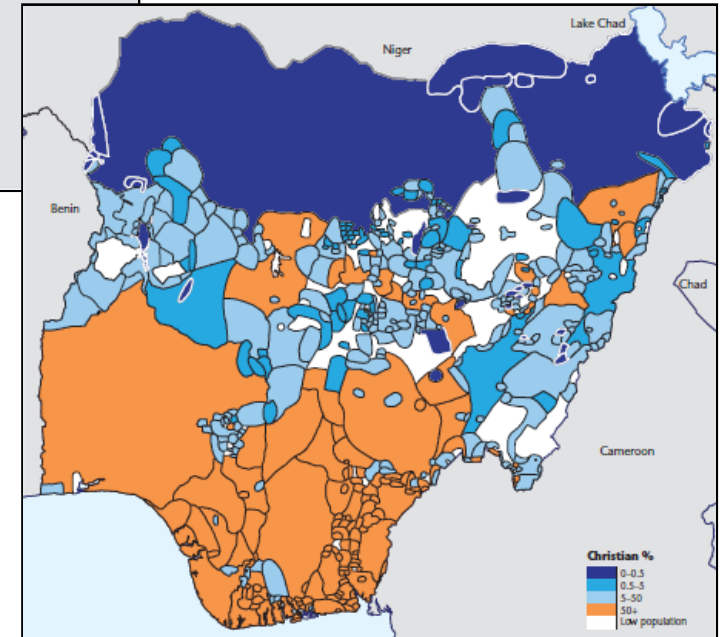 Lake Chad
Niger
Benin
Chad
Cameroon
Christian %
0-0.5
0.5-5
5-50
50+
Low population